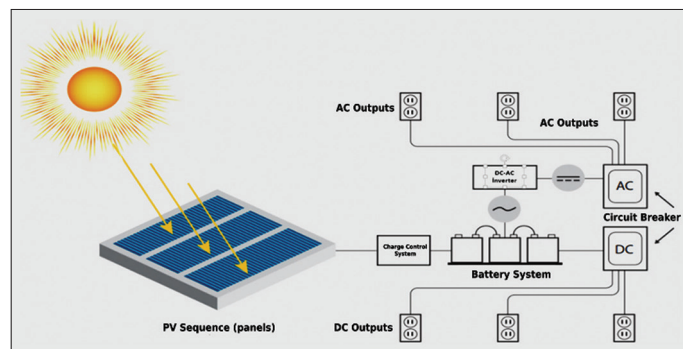 AC Outputs
AC Outputs
DC-AC
İnverter
AC
Circuit Breaker
DC
Charge Control
System
Battery System
PV Sequence (panels)
DC Outputs